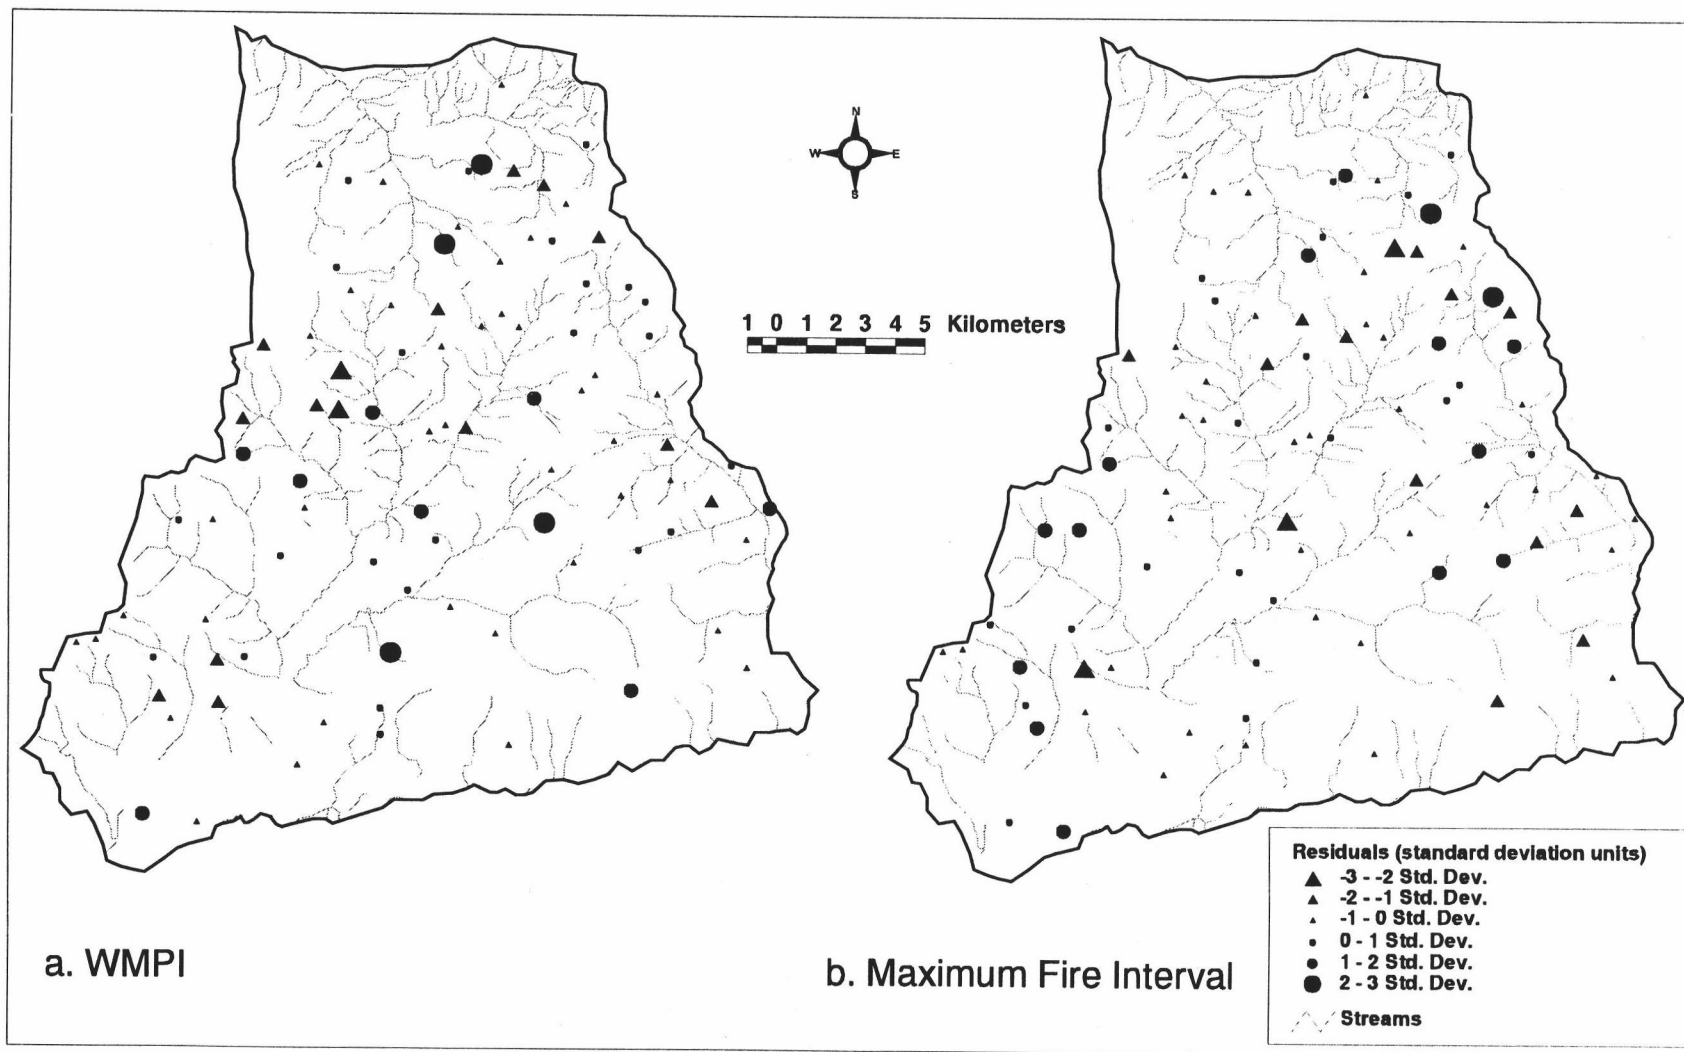 N
W E
S
1 0 1 2 3 4 5 Kilometers
Residuals (standard deviation units)
-3 - -2 Std. Dev.
-2 - -1 Std. Dev.
-1 - 0 Std. Dev.
0 - 1 Std. Dev.
1 - 2 Std. Dev.
2 - 3 Std. Dev.
Streams
a. WMPI
b. Maximum Fire Interval